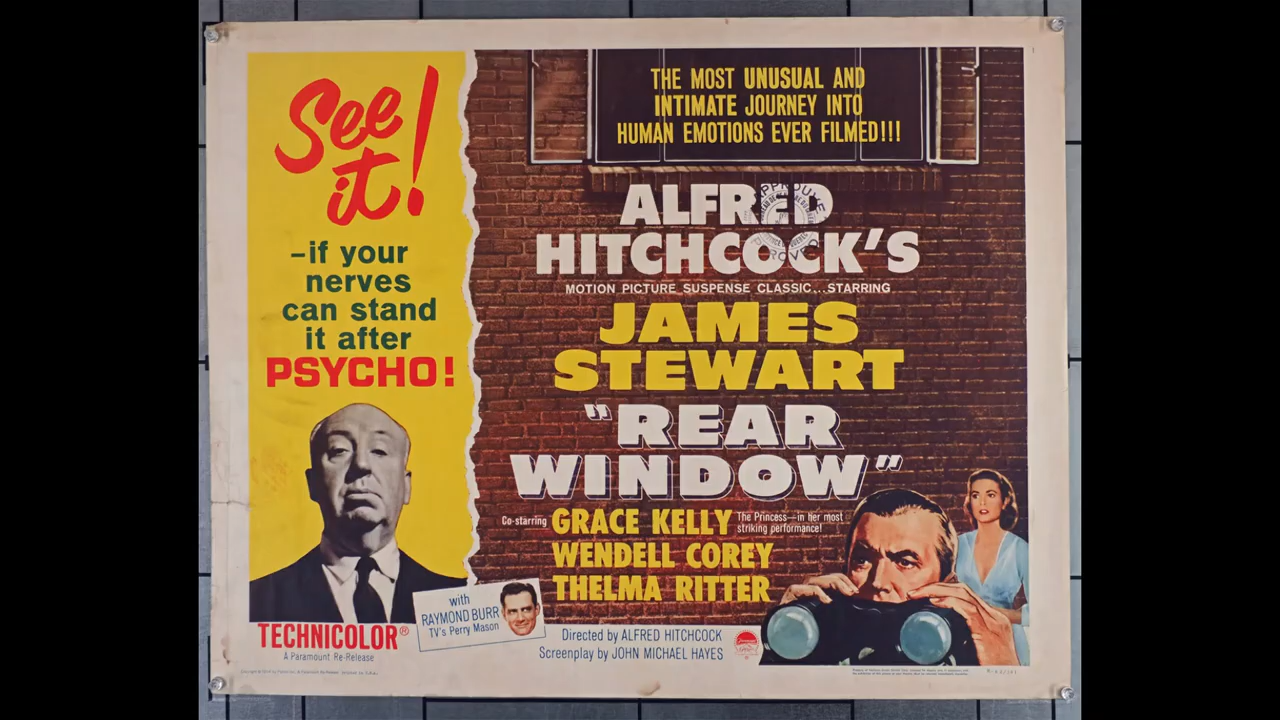 See
it!
–if your
nerves
can stand
it after
PSYCHO!
TECHNICOLOR®
A Paramount Re-Release
with
RAYMOND BURR
TV's Perry Mason
THE MOST UNUSUAL AND
INTIMATE JOURNEY INTO
HUMAN EMOTIONS EVER FILMED!!!
ALFRED
HITCHCOCK'S
MOTION PICTURE SUSPENSE CLASSIC...STARRING
JAMES
STEWART
"REAR
WINDOW"
Co-starring GRACE KELLY The Princess—in her most
striking performance!
WENDELL COREY
THELMA RITTER
Directed by ALFRED HITCHCOCK
Screenplay by JOHN MICHAEL HAYES